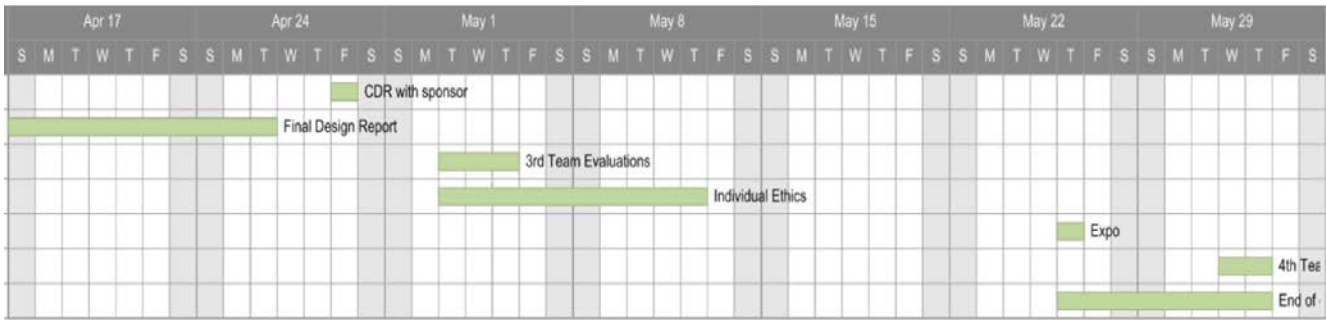 Apr 17 Apr 24 May 1 May 8 May 15 May 22 May 29
S M T W T F S S M T W T F S S M T W T F S S M T W T F S S M T W T F S S M T W T F S S M T W T F S
CDR with sponsor
Final Design Report
3rd Team Evaluations
Individual Ethics
Expo
4th Tea
End of